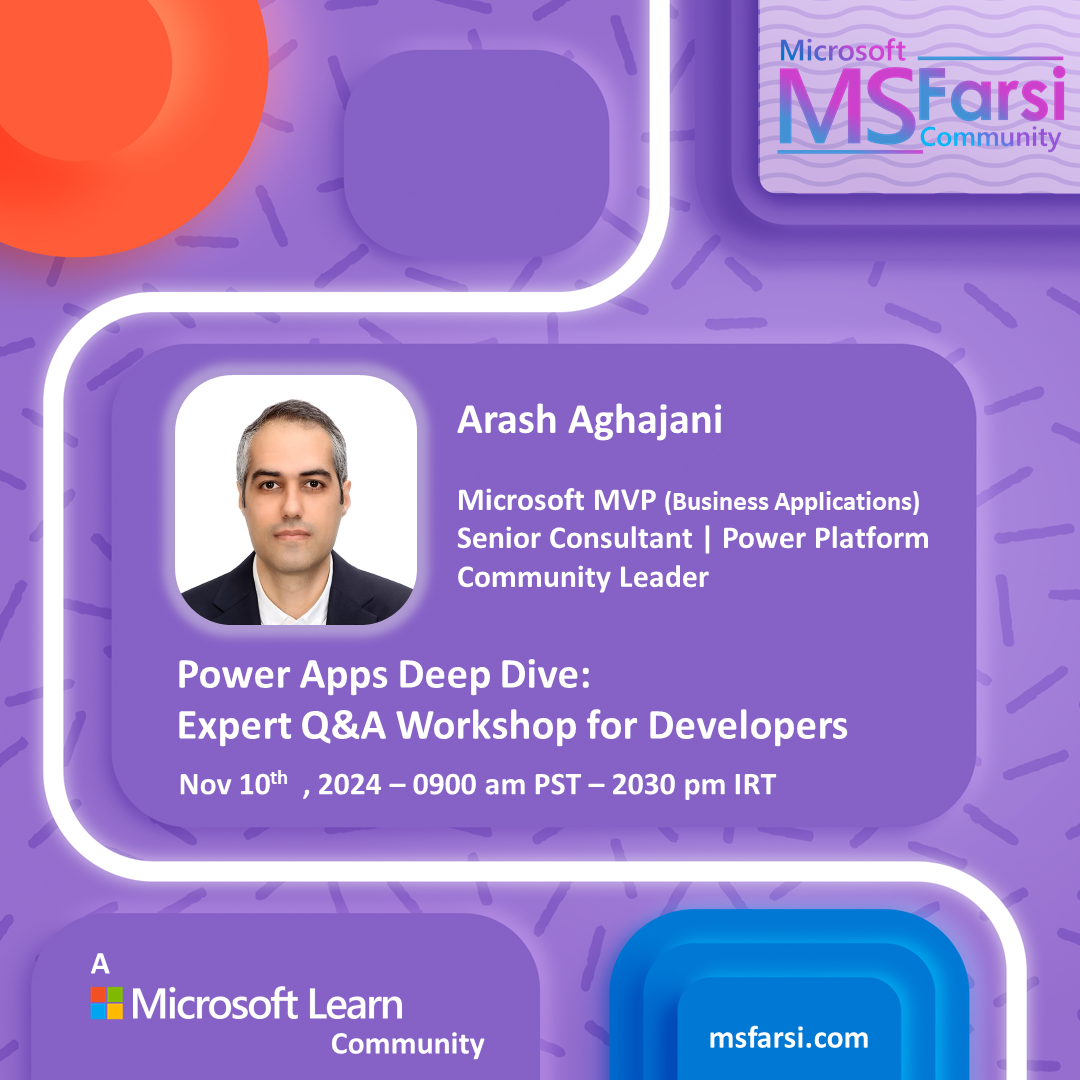 Microsoft
MSFarsi
Community
Arash Aghajani
Microsoft MVP (Business Applications)
Senior Consultant | Power Platform
Community Leader
Power Apps Deep Dive:
Expert Q&A Workshop for Developers
Nov 10th , 2024 – 0900 am PST – 2030 pm IRT
A
Microsoft Learn
Community
msfarsi.com